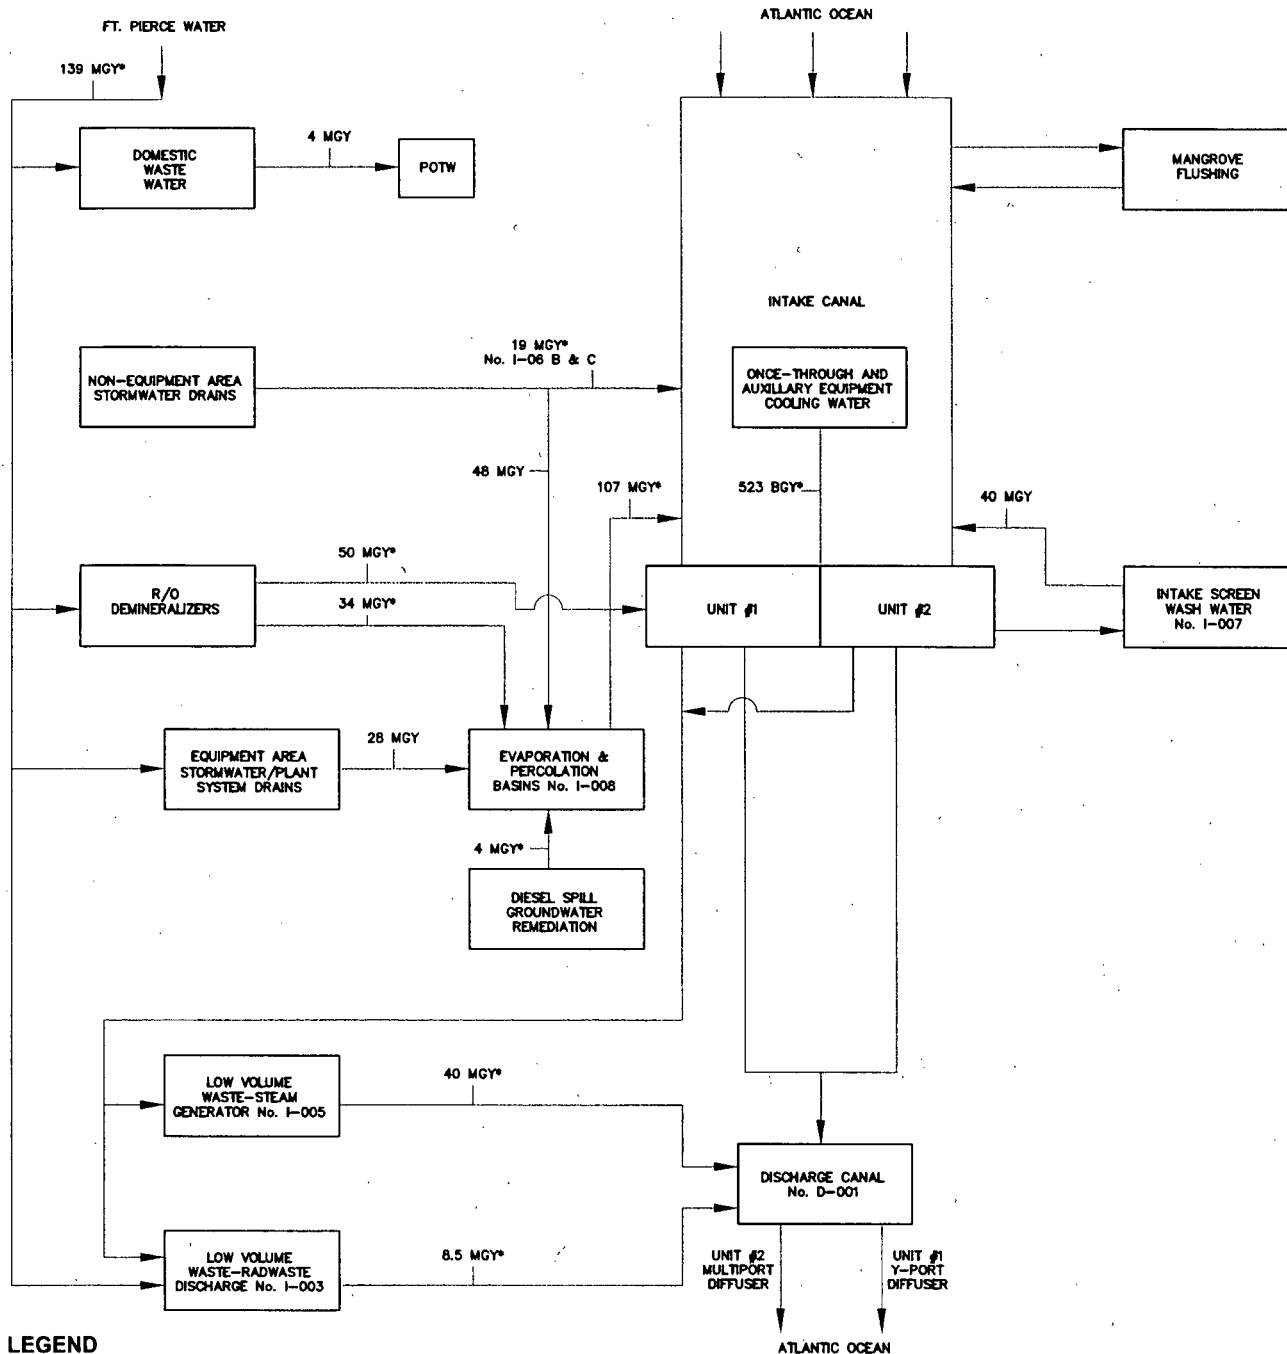 FT. PIERCE WATER
ATLANTIC OCEAN
139 MGY*
DOMESTIC
WASTE
WATER
4 MGY
POTW
MANGROVE
FLUSHING
INTAKE CANAL
NON-EQUIPMENT AREA
STORMWATER DRAINS
19 MGY*
No. I-06 B & C
ONCE-THROUGH AND
AUXILLARY EQUIPMENT
COOLING WATER
48 MGY
107 MGY*
523 BGY*
40 MGY
R/O
DEMINERALIZERS
50 MGY*
34 MGY*
UNIT #1
UNIT #2
INTAKE SCREEN
WASH WATER
No. I-007
EQUIPMENT AREA
STORMWATER/PLANT
SYSTEM DRAINS
28 MGY
EVAPORATION &
PERCOLATION
BASINS No. I-008
4 MGY*
DIESEL SPILL
GROUNDWATER
REMEDIATION
LOW VOLUME
WASTE-STEAM
GENERATOR No. I-005
40 MGY*
DISCHARGE CANAL
No. D-001
LOW VOLUME
WASTE-RADWASTE
DISCHARGE No. I-003
8.5 MGY*
UNIT #2
MULTIPORT
DIFFUSER
UNIT #1
Y-PORT
DIFFUSER
LEGEND
ATLANTIC OCEAN